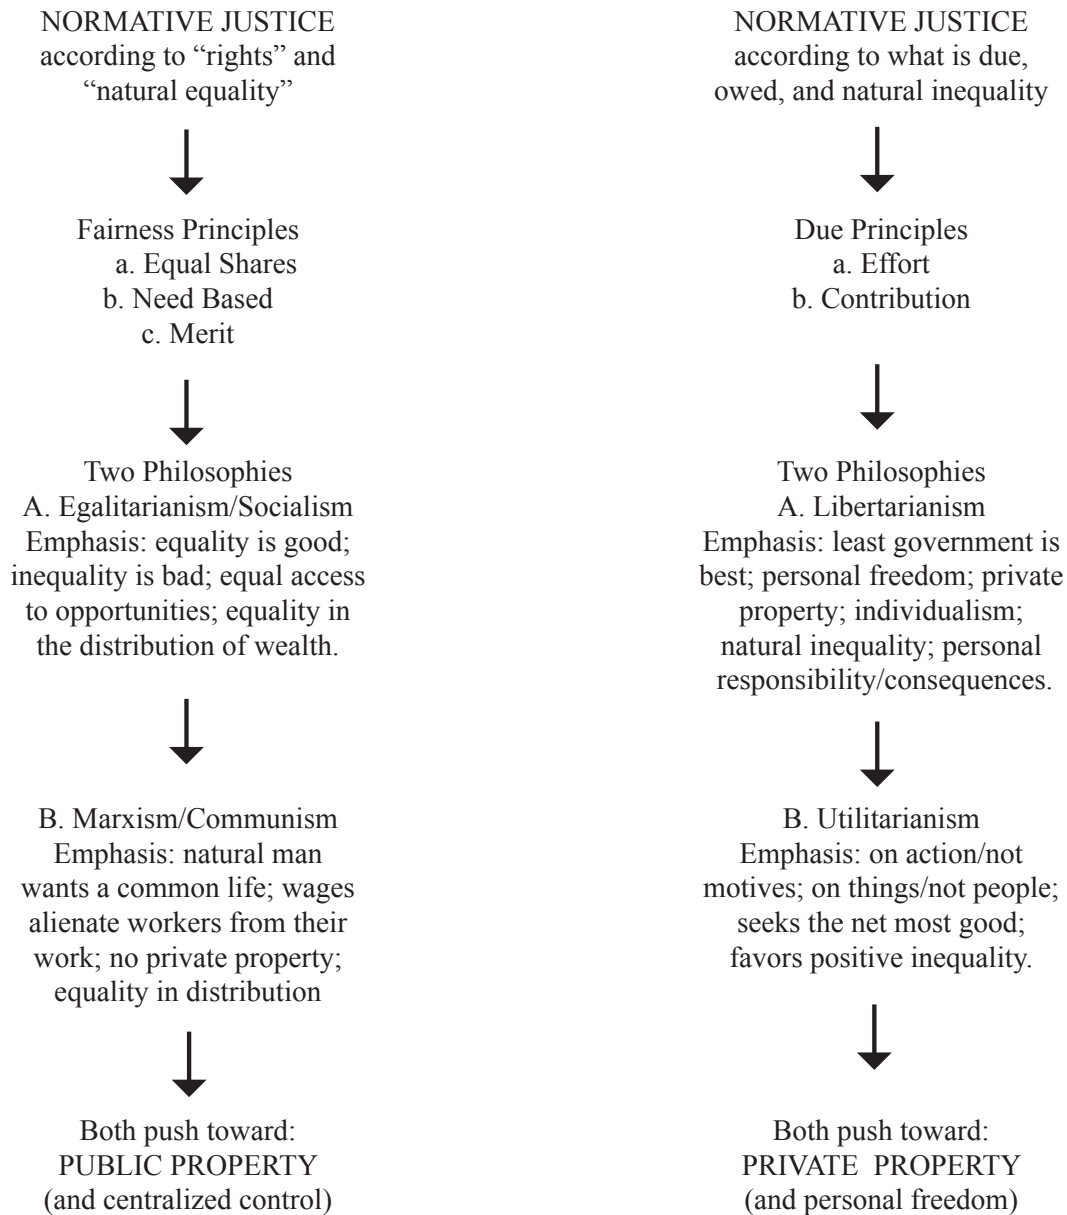 NORMATIVE JUSTICE
according to “rights” and
“natural equality”
Fairness Principles
a. Equal Shares
b. Need Based
c. Merit
Two Philosophies
A. Egalitarianism/Socialism
Emphasis: equality is good;
inequality is bad; equal access
to opportunities; equality in
the distribution of wealth.
B. Marxism/Communism
Emphasis: natural man
wants a common life; wages
alienate workers from their
work; no private property;
equality in distribution
Both push toward:
PUBLIC PROPERTY
(and centralized control)
NORMATIVE JUSTICE
according to what is due,
owed, and natural inequality
Due Principles
a. Effort
b. Contribution
Two Philosophies
A. Libertarianism
Emphasis: least government is
best; personal freedom; private
property; individualism;
natural inequality; personal
responsibility/consequences.
B. Utilitarianism
Emphasis: on action/not
motives; on things/not people;
seeks the net most good;
favors positive inequality.
Both push toward:
PRIVATE PROPERTY
(and personal freedom)